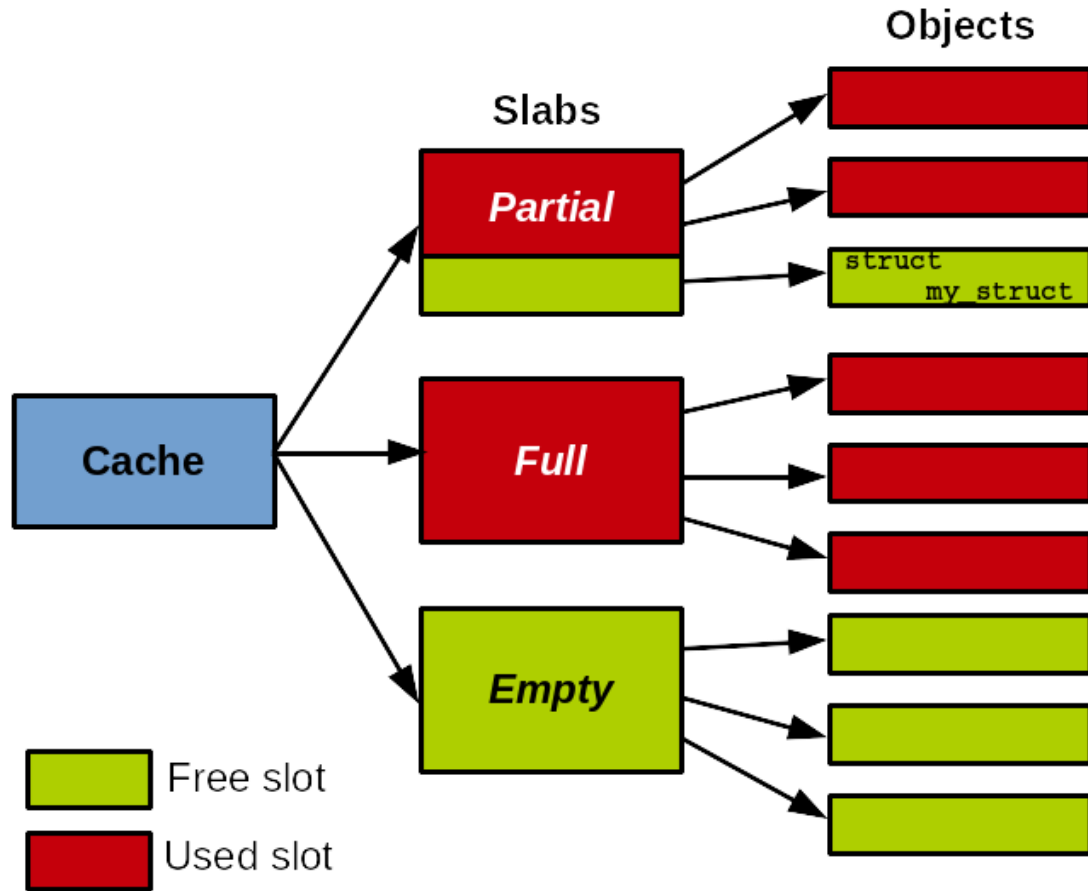 Objects
Slabs
Partial
struct
my_struct
Cache
Full
Empty
Free slot
Used slot